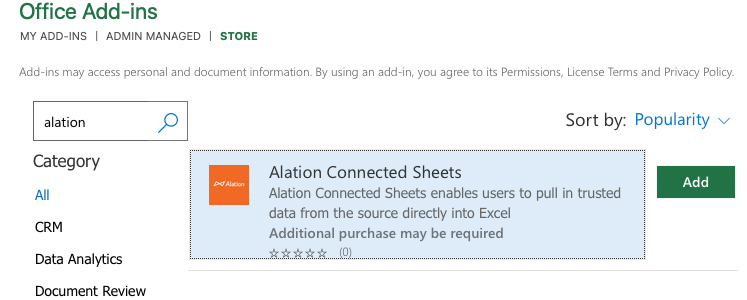 Office Add-ins
MY ADD-INS | ADMIN MANAGED | STORE
Add-ins may access personal and document information. By using an add-in, you agree to its Permissions, License Terms and Privacy Policy.
alation
Sort by: Popularity
Category
All
CRM
Data Analytics
Document Review
Alation
Alation Connected Sheets
Alation Connected Sheets enables users to pull in trusted
data from the source directly into Excel
Additional purchase may be required
☆☆☆☆☆ (0)
Add